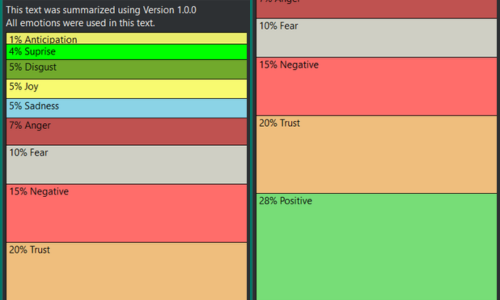 This text was summarized using Version 1.0.0
All emotions were used in this text.
1% Anticipation
4% Suprise
5% Disgust
5% Joy
5% Sadness
7% Anger
10% Fear
15% Negative
20% Trust
7% Anger
10% Fear
15% Negative
20% Trust
28% Positive